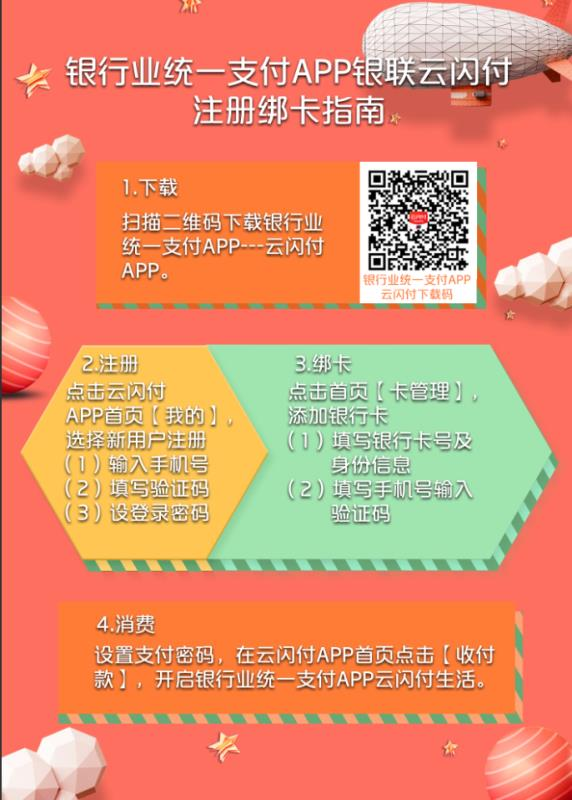 银行业统一支付APP银联云闪付
注册绑卡指南
1.下载
扫描二维码下载银行业
统一支付APP---云闪付
APP。
云闪付
银行业统一支付APP
云闪付下载码
2.注册
点击云闪付
APP首页【我的】,
选择新用户注册
（1）输入手机号
（2）填写验证码
（3）设登录密码
3.绑卡
点击首页【卡管理】,
添加银行卡
（1）填写银行卡号及
身份信息
（2）填写手机号输入
验证码
4.消费
设置支付密码，在云闪付APP首页点击【收付
款】，开启银行业统一支付APP云闪付生活。